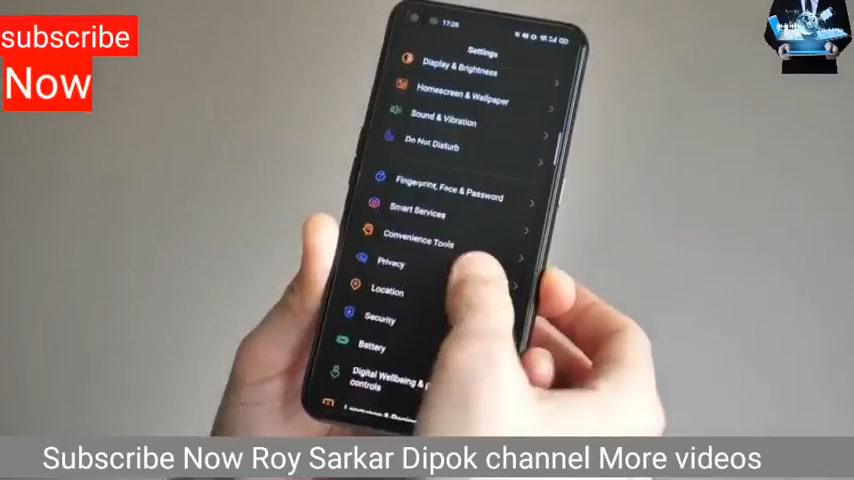 subscribe
Now
17:28
Settings
Display & Brightness
Homescreen & Wallpaper
Sound & Vibration
Do Not Disturb
Fingerprint, Face & Password
Smart Services
Convenience Tools
Privacy
Location
Security
Battery
Digital Wellbeing &
controls
Subscribe Now Roy Sarkar Dipok channel More videos